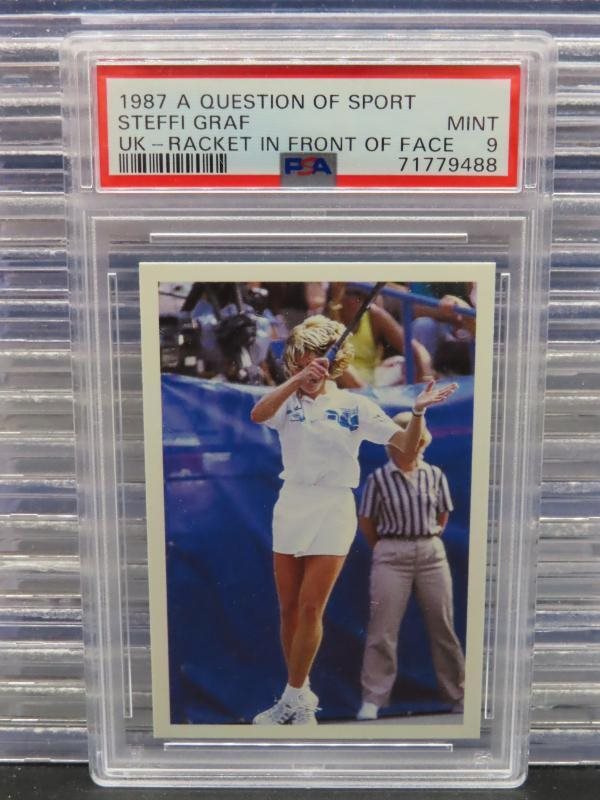 1987 A QUESTION OF SPORT
STEFFI GRAF MINT
UK - RACKET IN FRONT OF FACE 9
PSA 71779488